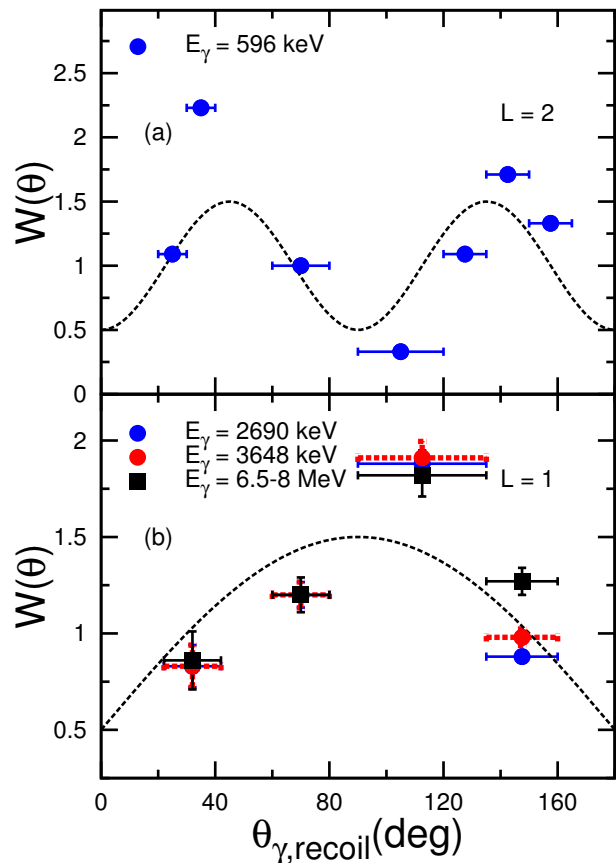 E_γ = 596 keV
2.5
2
(a)
L = 2
W(θ)
1.5
1
0.5
0
E_γ = 2690 keV
2
E_γ = 3648 keV
E_γ = 6.5-8 MeV
L = 1
(b)
1.5
W(θ)
1
0.5
0 40 80 120 160
θ_γ,recoil(deg)